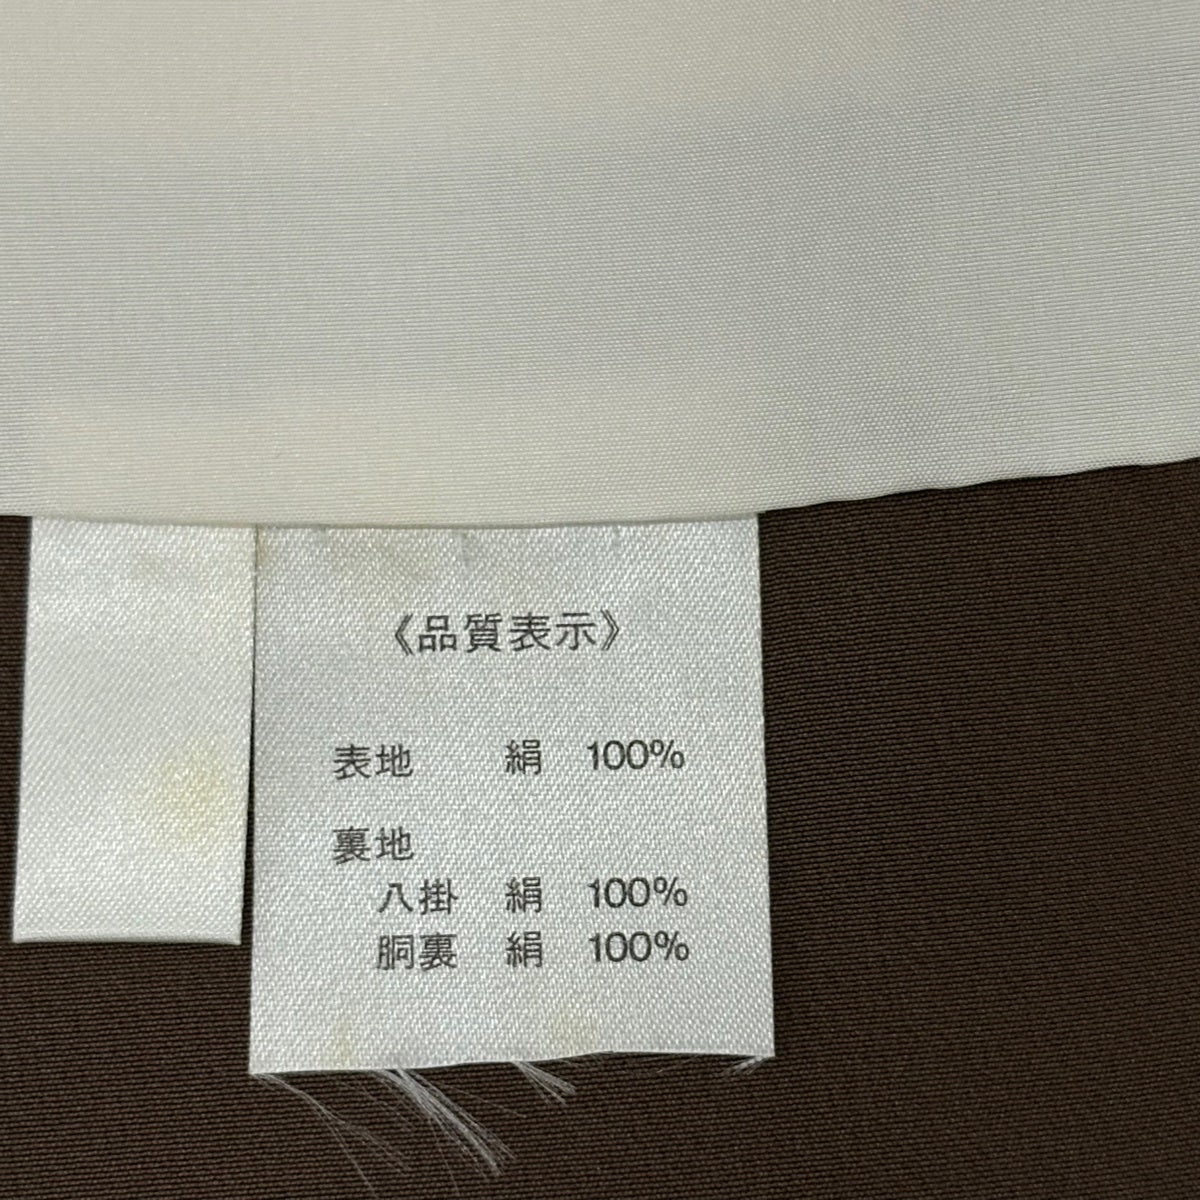 《品質表示》
表地 絹 100%
裏地
八掛 絹 100%
胴裏 絹 100%